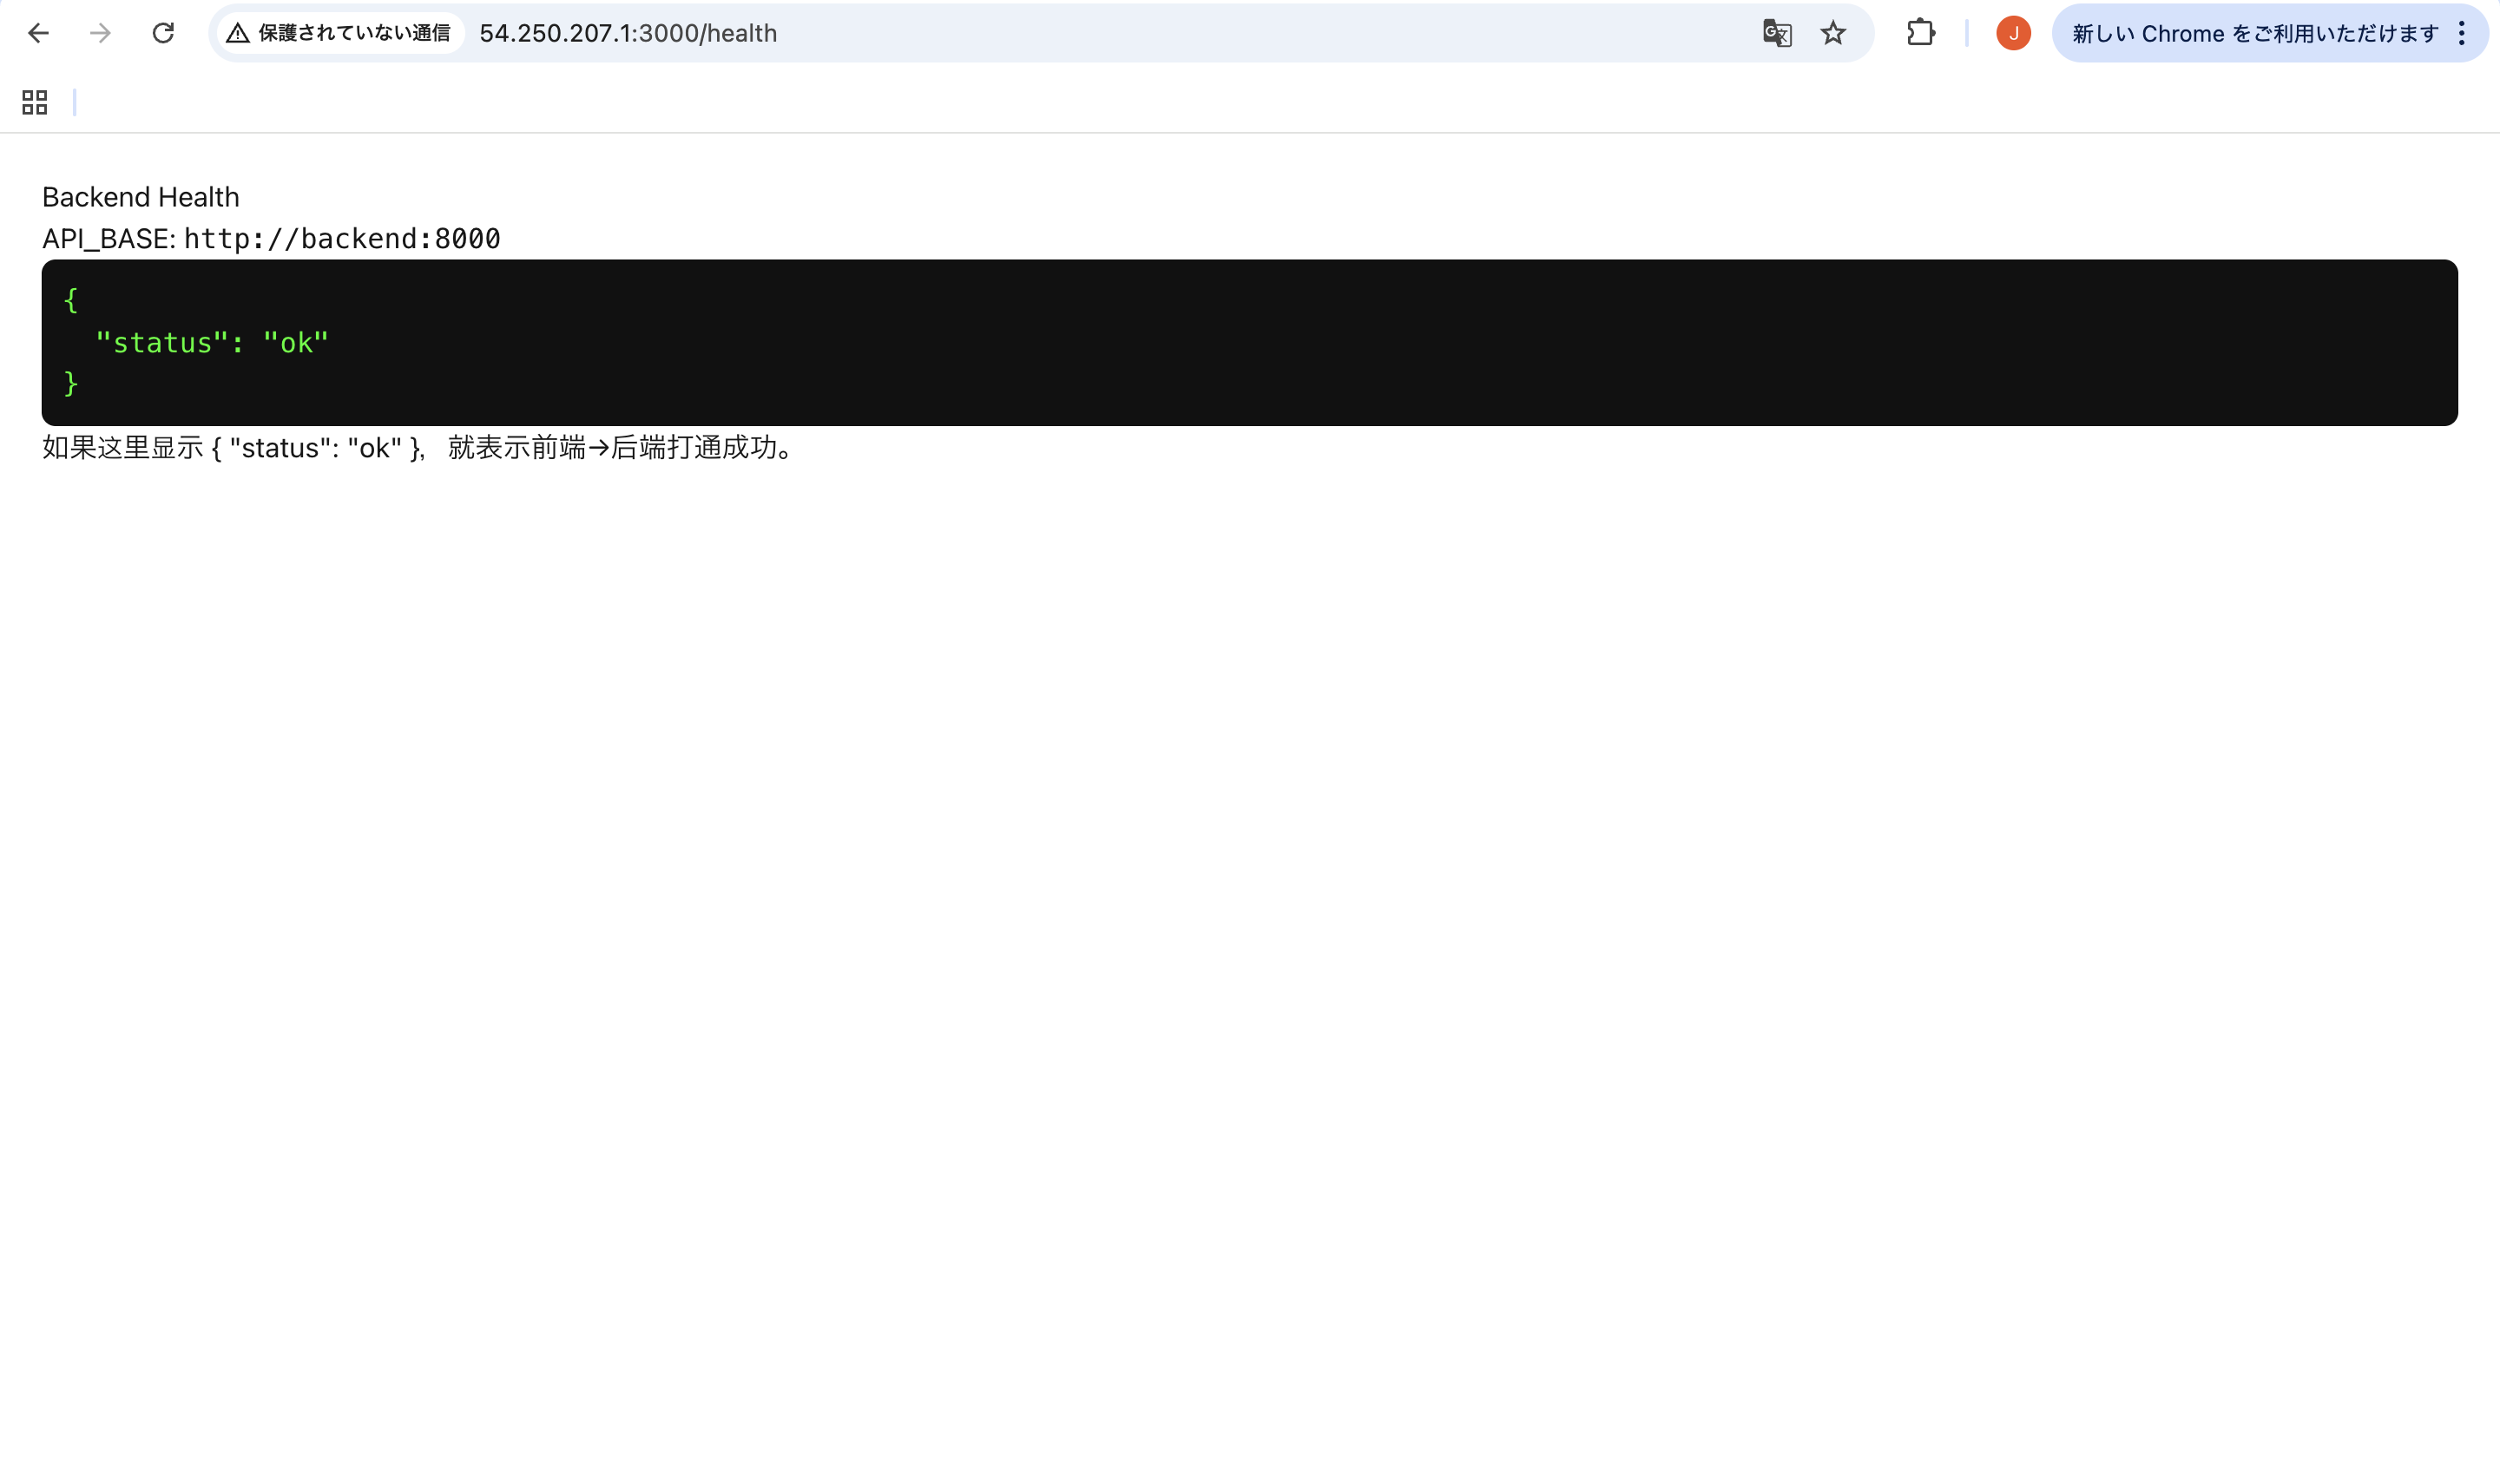 保護されていない通信 54.250.207.1:3000/health J 新しい Chrome をご利用いただけます
Backend Health
API_BASE: http://backend:8000
{
"status": "ok"
}
如果这里显示 { "status": "ok" }， 就表示前端→后端打通成功。